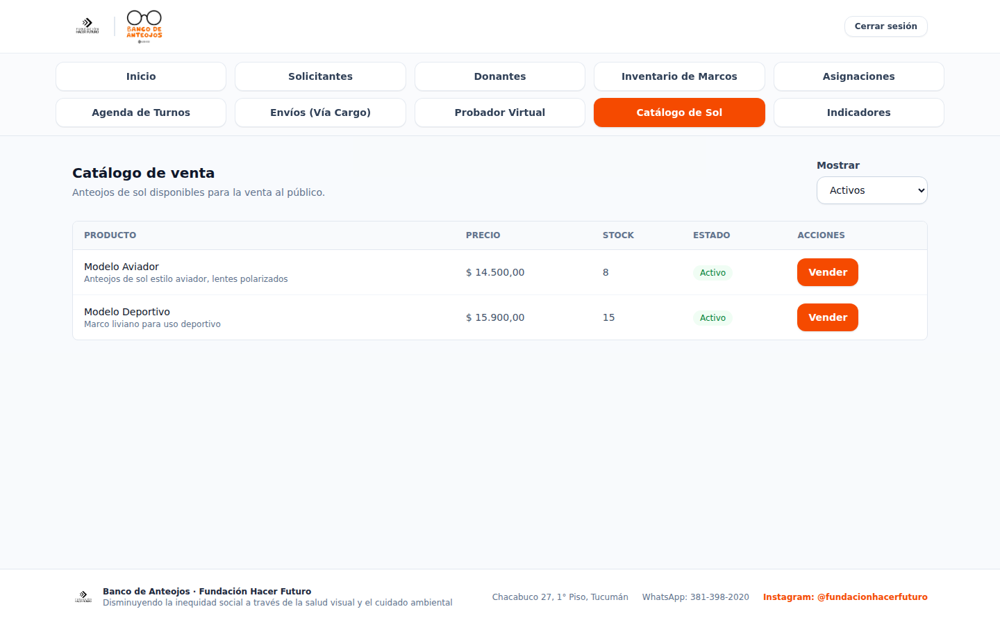 FUNDACIÓN
HACER FUTURO
BANCO DE
ANTEOJOS
Cerrar sesión
Inicio
Solicitantes
Donantes
Inventario de Marcos
Asignaciones
Agenda de Turnos
Envíos (Vía Cargo)
Probador Virtual
Catálogo de Sol
Indicadores
Catálogo de venta
Anteojos de sol disponibles para la venta al público.
Mostrar
Activos
PRODUCTO PRECIO STOCK ESTADO ACCIONES
Modelo Aviador
Anteojos de sol estilo aviador, lentes polarizados
$ 14.500,00 8 Activo Vender
Modelo Deportivo
Marco liviano para uso deportivo
$ 15.900,00 15 Activo Vender
FUNDACIÓN
HACER FUTURO
Banco de Anteojos · Fundación Hacer Futuro
Disminuyendo la inequidad social a través de la salud visual y el cuidado ambiental
Chacabuco 27, 1° Piso, Tucumán WhatsApp: 381-398-2020 Instagram: @fundacionhacerfuturo